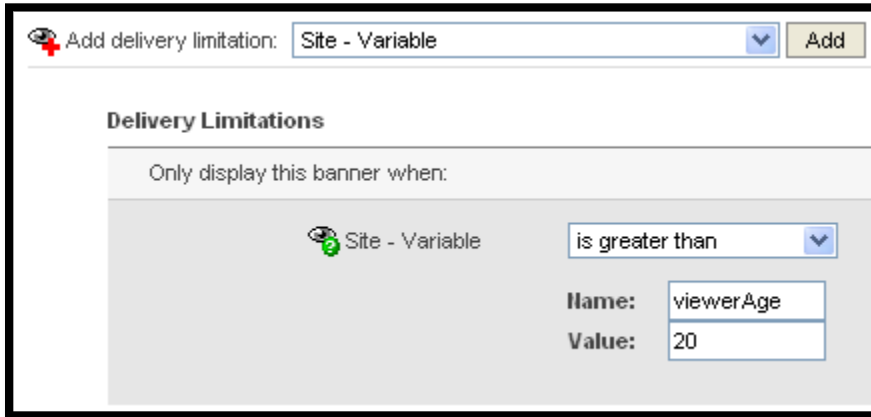 Add delivery limitation: Site - Variable Add
Delivery Limitations
Only display this banner when:
Site - Variable is greater than
Name: viewerAge
Value: 20